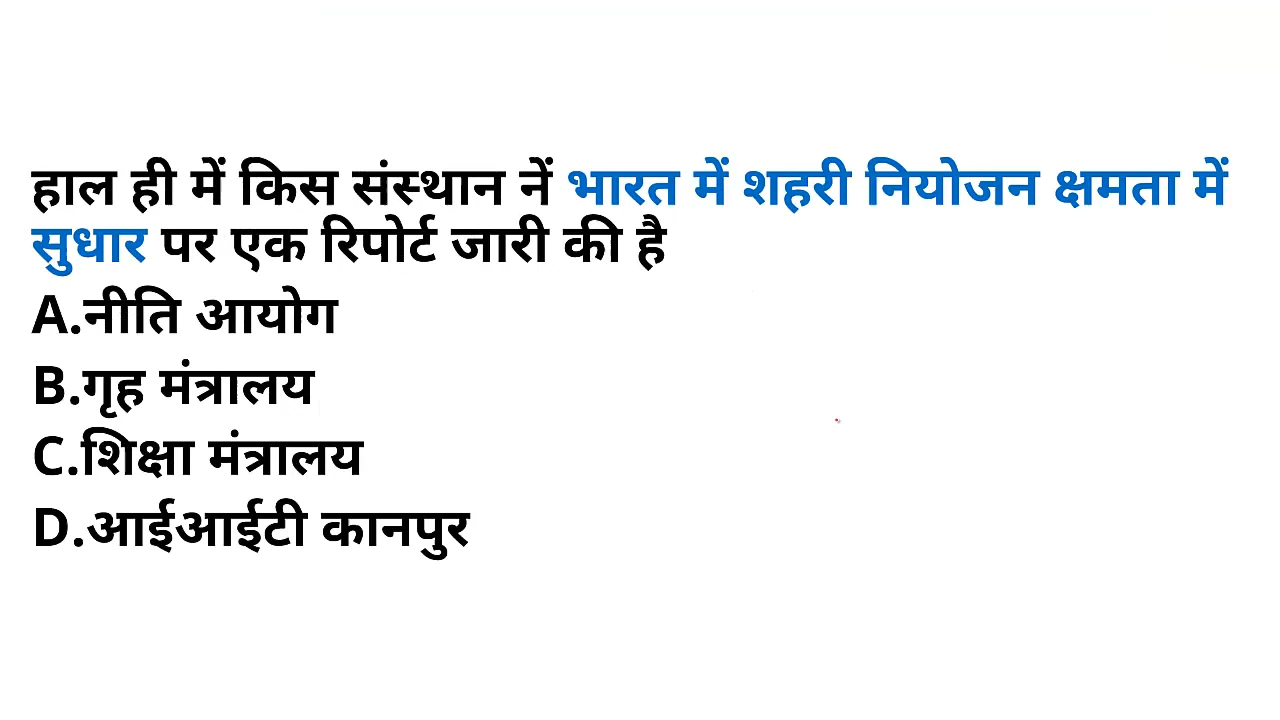 हाल ही में किस संस्थान नें भारत में शहरी नियोजन क्षमता में
सुधार पर एक रिपोर्ट जारी की है
A.नीति आयोग
B.गृह मंत्रालय
C.शिक्षा मंत्रालय
D.आईआईटी कानपुर